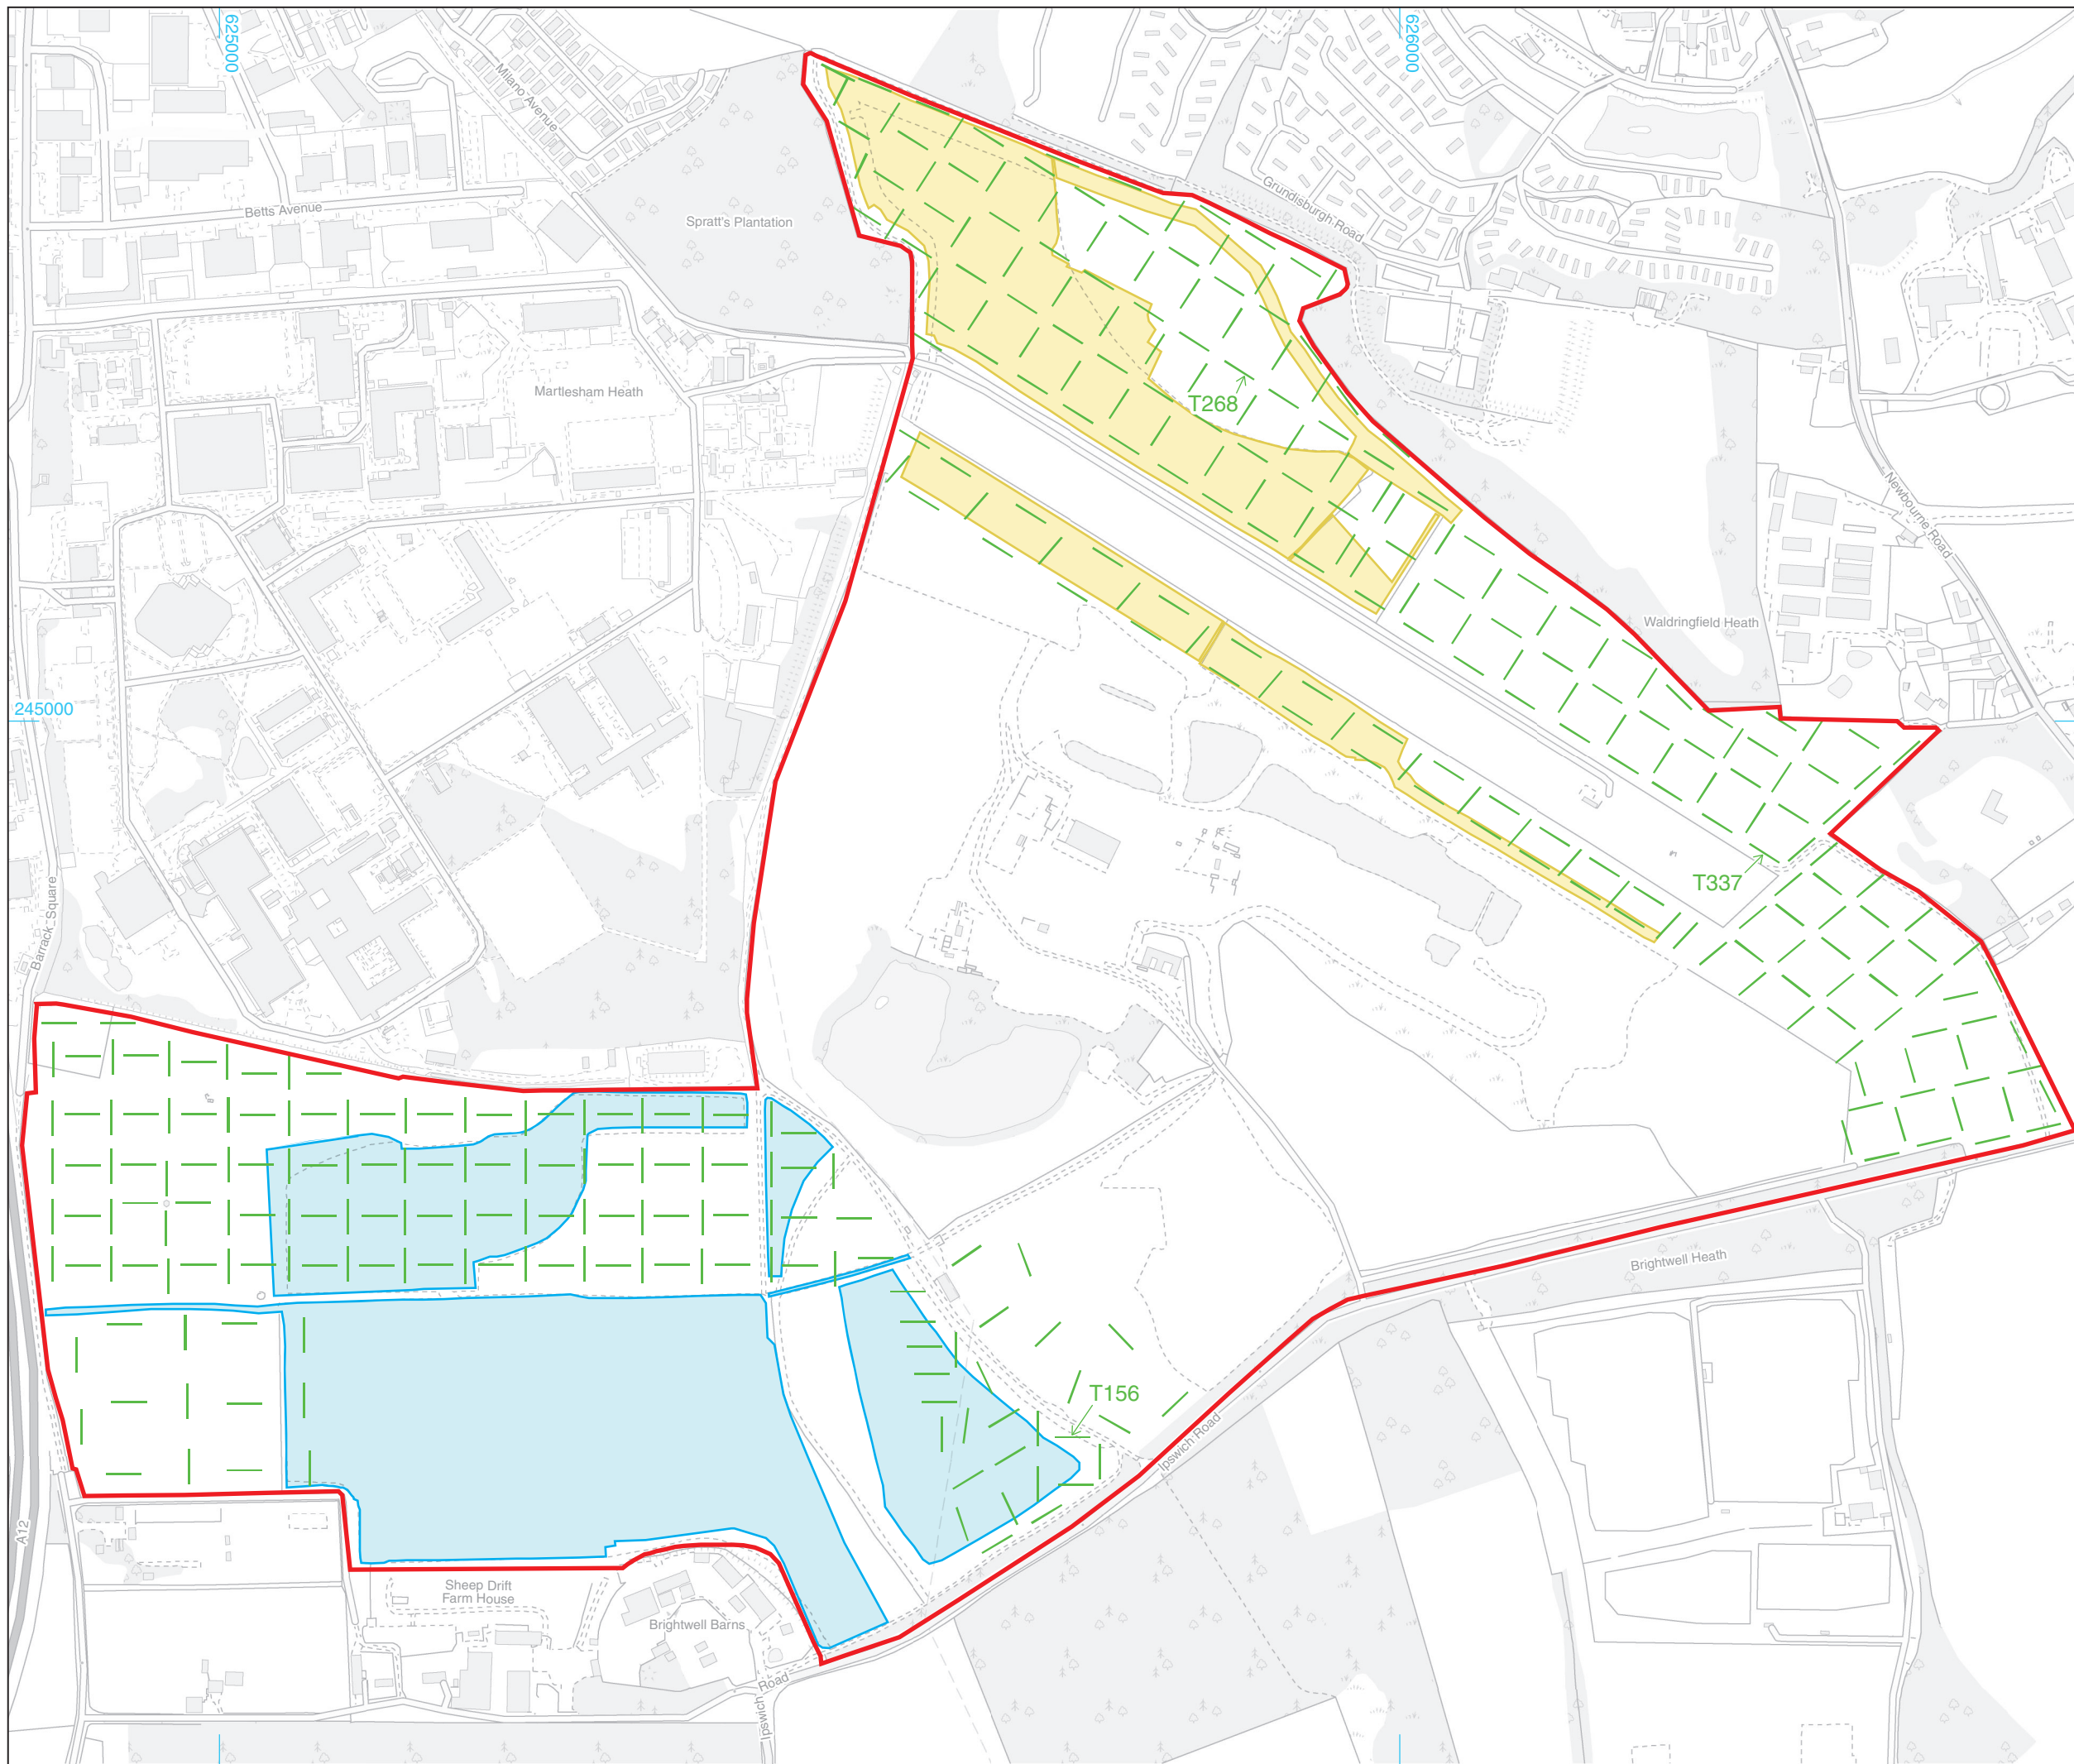 625000
626000
Milano Avenue
Betts Avenue
Spratt's Plantation
Grundisburgh Road
Martlesham Heath
T268
Newbourne Road
Waldringfield Heath
245000
T337
Barrack Square
Brightwell Heath
T156
Ipswich Road
A12
Sheep Drift
Farm House
Brightwell Barns
Road
Ipswich